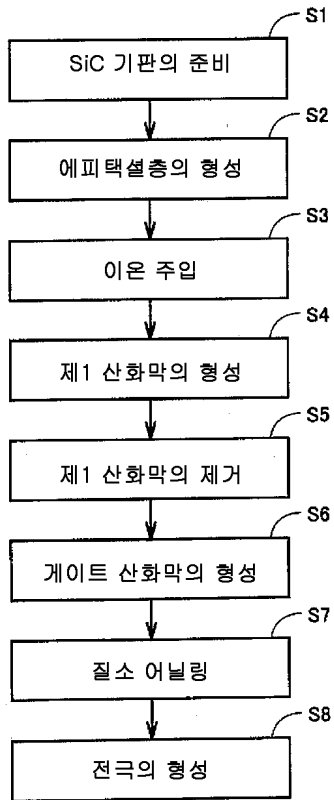 S1
SiC 기판의 준비
S2
에피택셜층의 형성
S3
이온 주입
S4
제1 산화막의 형성
S5
제1 산화막의 제거
S6
게이트 산화막의 형성
S7
질소 어닐링
S8
전극의 형성